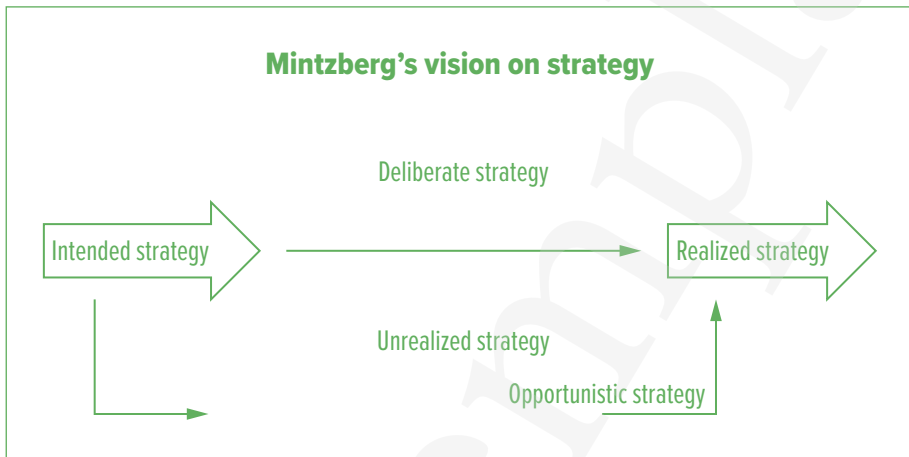 Mintzberg’s vision on strategy
Deliberate strategy
Intended strategy
Realized strategy
Unrealized strategy
Opportunistic strategy